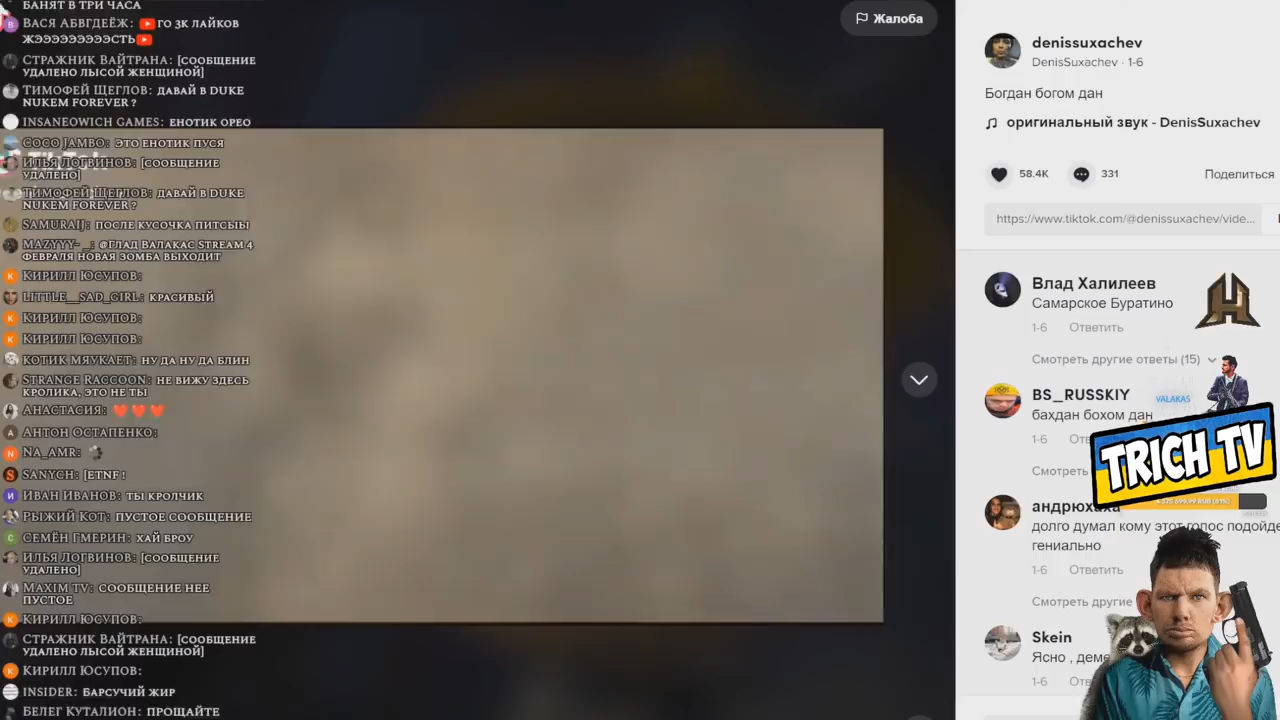 БАНЯТ В ТРИ ЧАСА
ВАСЯ АБВГДЕЁЖ: ГО 3К ЛАЙКОВ
ЖЭЭЭЭЭЭЭЭЭСТЬ
СТРАЖНИК ВАЙТРАНА: [СООБЩЕНИЕ
УДАЛЕНО ЛЫСОЙ ЖЕНЩИНОЙ]
ТИМОФЕЙ ЩЕГЛОВ: ДАВАЙ В DUKE
NUKEM FOREVER ?
INSANEOWICH GAMES: ЕНОТИК ОРЕО
COCO JAMBO: ЭТО ЕНОТИК ПУСЯ
ИЛЬЯ ЛОГВИНОВ: [СООБЩЕНИЕ
УДАЛЕНО]
ТИМОФЕЙ ЩЕГЛОВ: ДАВАЙ В DUKE
NUKEM FOREVER ?
SAMURAIJ: ПОСЛЕ КУСОЧКА ПИТСЫЫ
MAZYYY-_: @ГЛАД ВАЛАКАС STREAM 4
ФЕВРАЛЯ НОВАЯ ЗОМБА ВЫХОДИТ
КИРИЛЛ ЮСУПОВ:
LITTLE__SAD_GIRL: КРАСИВЫЙ
КИРИЛЛ ЮСУПОВ:
КИРИЛЛ ЮСУПОВ:
КОТИК МЯУКАЕТ: НУ ДА НУ ДА БЛИН
STRANGE RACCOON: НЕ ВИЖУ ЗДЕСЬ
КРОЛИКА, ЭТО НЕ ТЫ
АНАСТАСИЯ: ❤❤❤
АНТОН ОСТАПЕНКО:
NA_AMR:
SANYCH: [ETNF !
ИВАН ИВАНОВ: ТЫ КРОЛЧИК
РЫЖИЙ КОТ: ПУСТОЕ СООБЩЕНИЕ
СЕМЁН ГМЕРИН: ХАЙ БРОУ
ИЛЬЯ ЛОГВИНОВ: [СООБЩЕНИЕ
УДАЛЕНО]
MAXIM TV: СООБЩЕНИЕ НЕЕ
ПУСТОЕ
КИРИЛЛ ЮСУПОВ:
СТРАЖНИК ВАЙТРАНА: [СООБЩЕНИЕ
УДАЛЕНО ЛЫСОЙ ЖЕНЩИНОЙ]
КИРИЛЛ ЮСУПОВ:
INSIDER: БАРСУЧИЙ ЖИР
БЕЛЕГ КУТАЛИОН: ПРОЩАЙТЕ
Жалоба
denissuxachev
DenisSuxachev · 1-6
Богдан богом дан
оригинальный звук - DenisSuxachev
58.4K
331
Поделиться
https://www.tiktok.com/@denissuxachev/vide...
Влад Халилеев
Самарское Буратино
1-6 Ответить
Смотреть другие ответы (15)
BS_RUSSKIY
бахдан бохом дан
VALAKAS
1-6
Смотреть
TRICH TV
андрюхаха
долго думал кому этот голос подойде
гениально
1-6 Ответить
Смотреть другие
Skein
Ясно , деме
1-6